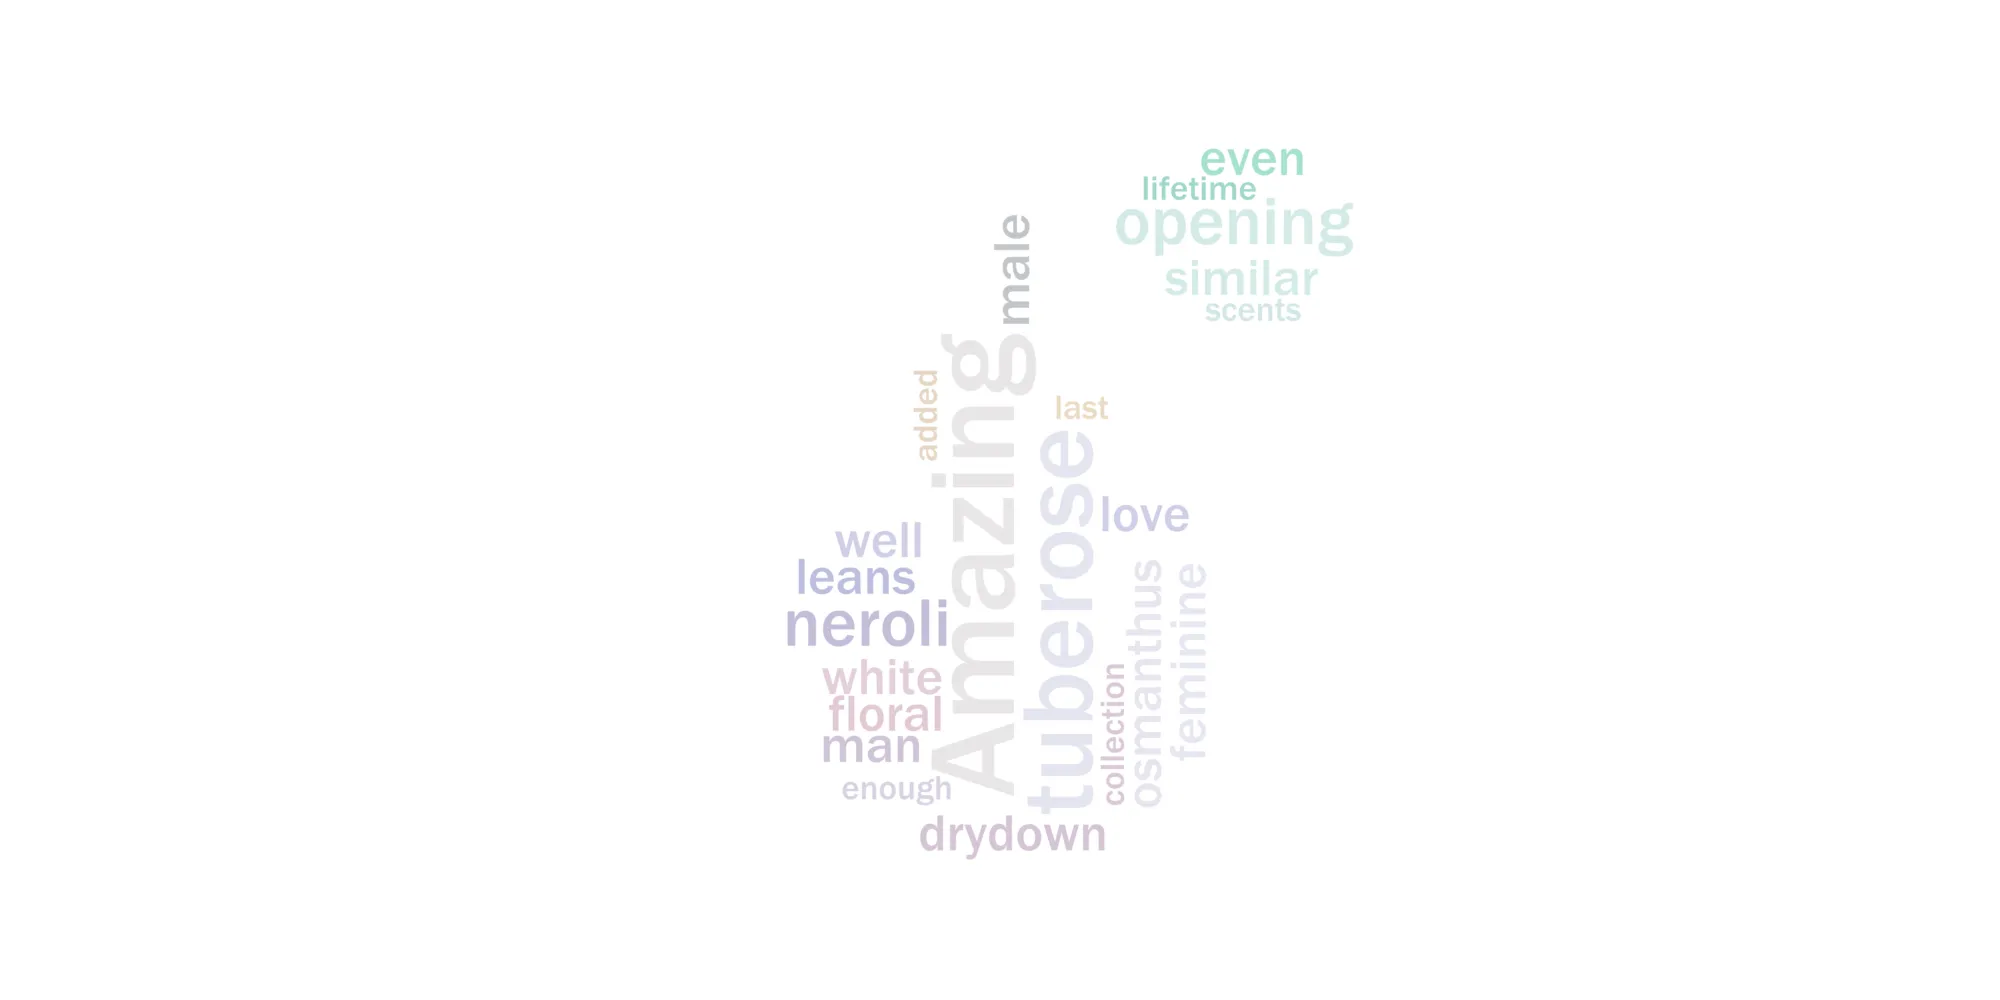 even
lifetime
opening
similar
scents
male
Amazing
added
last
tuberose
love
well
leans
neroli
white
floral
man
enough
collection
osmanthus
feminine
drydown